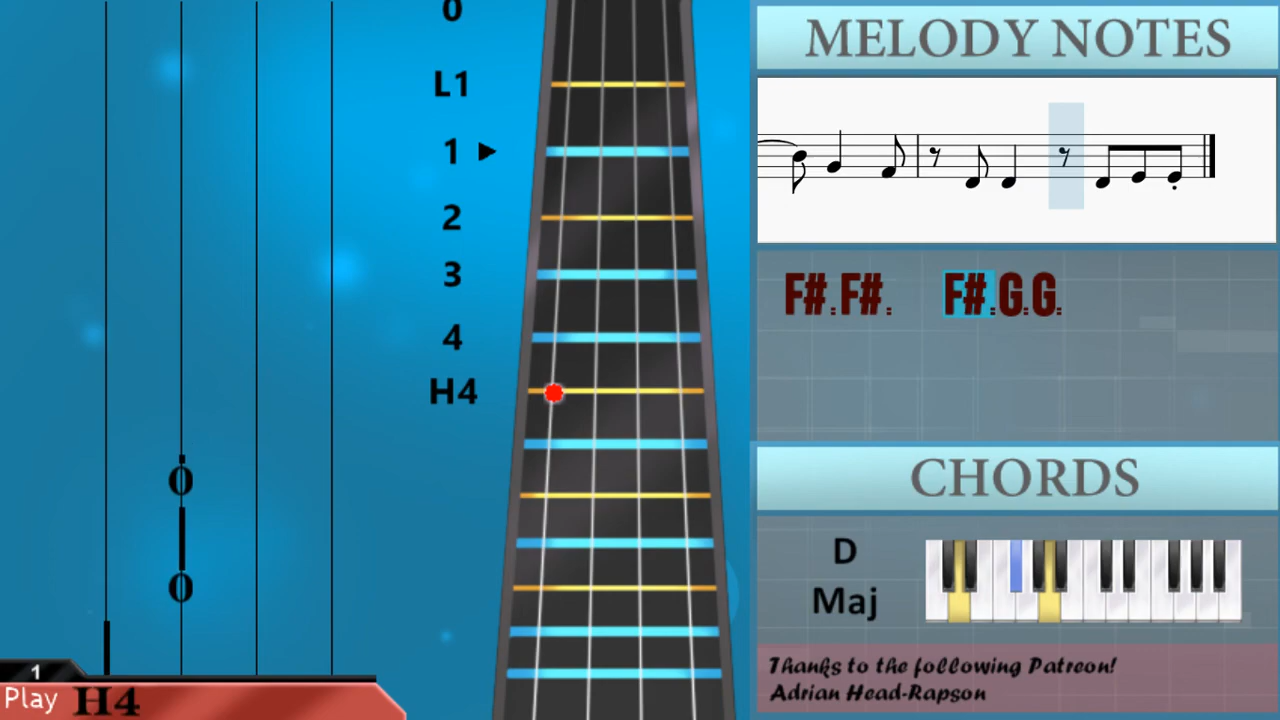 0
L1
1
2
3
4
H4
0
0
1
Play H4
MELODY NOTES
F#.F#. F#.G.G.
CHORDS
D
Maj
Thanks to the following Patreon!
Adrian Head-Rapson